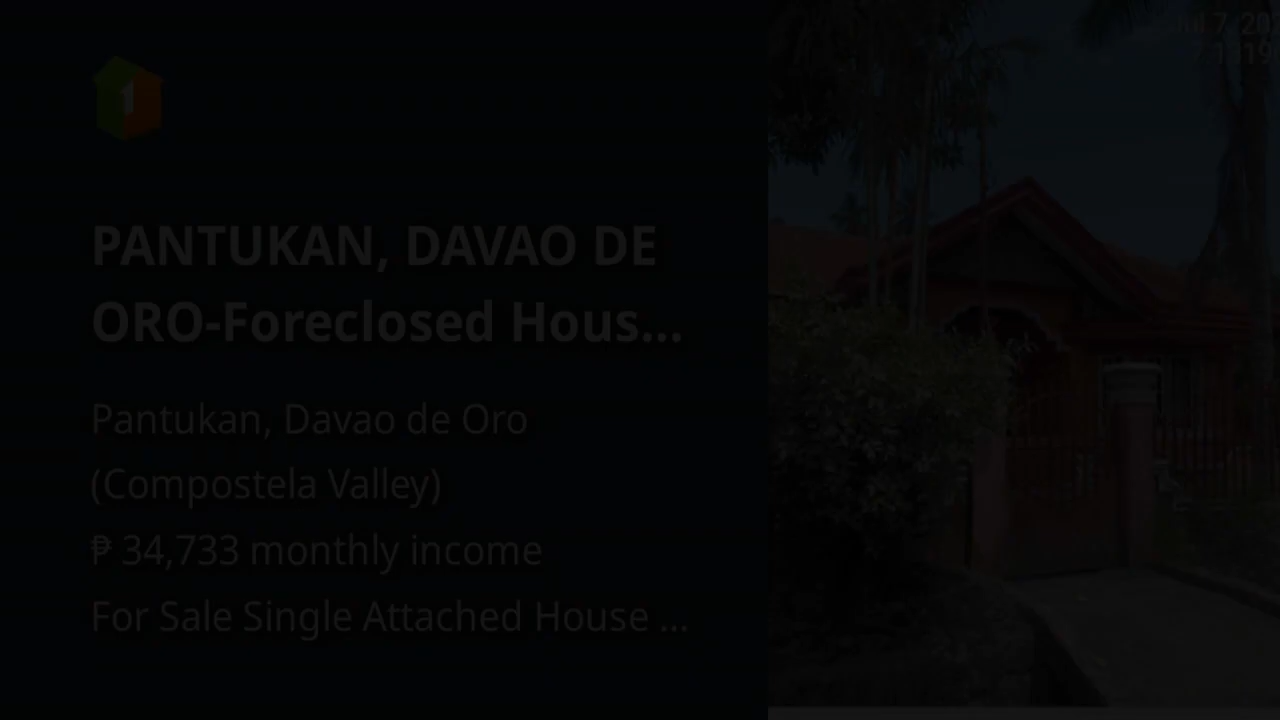 PANTUKAN, DAVAO DE
ORO-Foreclosed Hous...
Pantukan, Davao de Oro
(Compostela Valley)
₱ 34,733 monthly income
For Sale Single Attached House ...